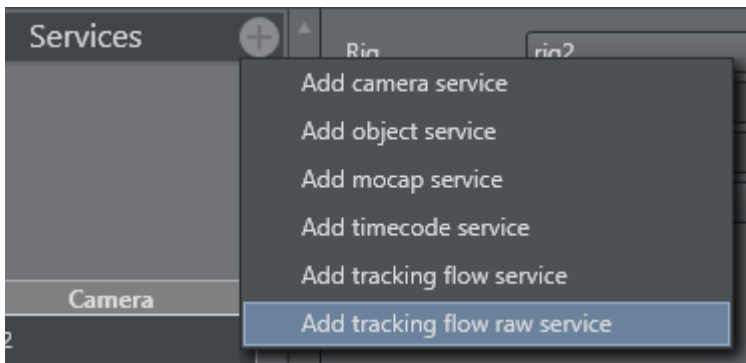 Services
Rig
rig2
Add camera service
Add object service
Add mocap service
Add timecode service
Add tracking flow service
Add tracking flow raw service
Camera
2